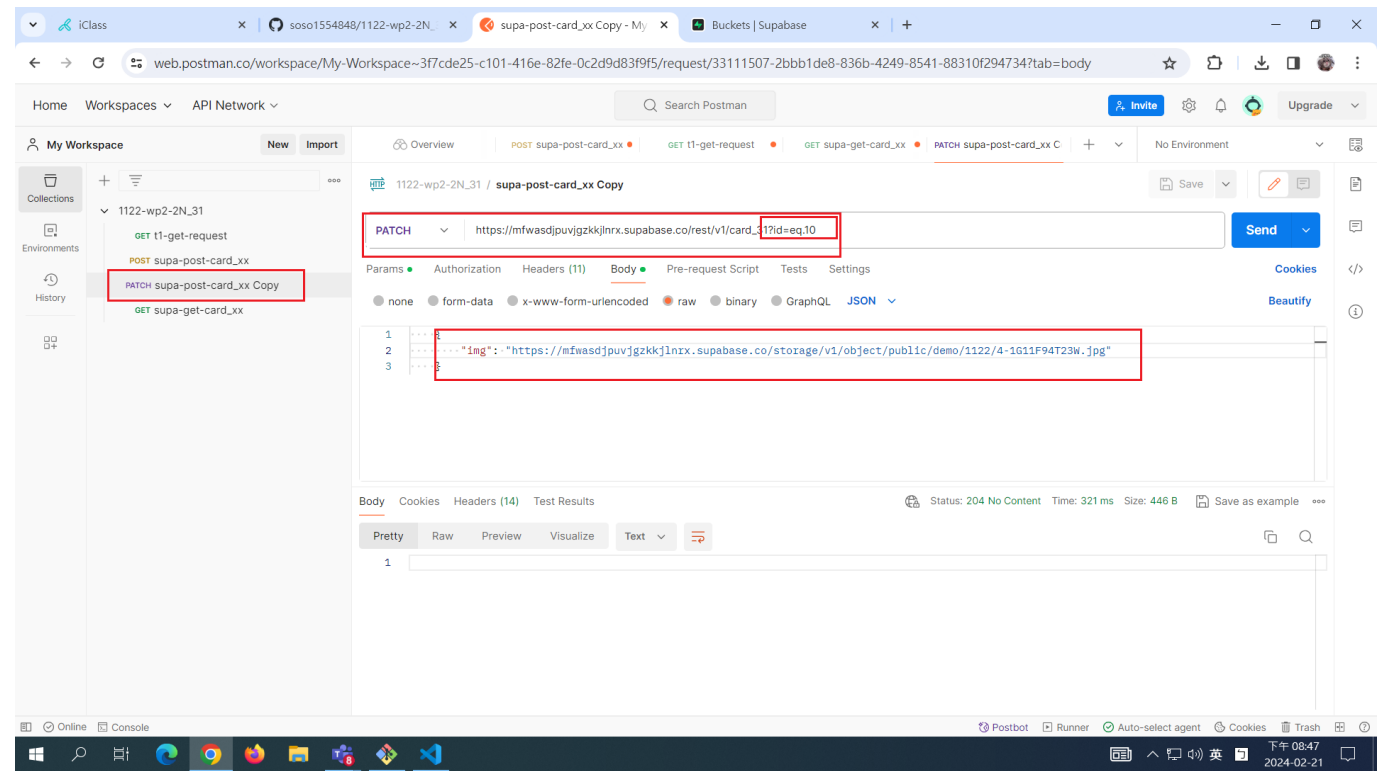 iClass
soso1554848/1122-wp2-2N_
supa-post-card_xx Copy - My
Buckets | Supabase
web.postman.co/workspace/My-Workspace~3f7cde25-c101-416e-82fe-0c2d9d83f9f5/request/33111507-2bbb1de8-836b-4249-8541-88310f294734?tab=body
Home Workspaces API Network
Search Postman
Invite
Upgrade
My Workspace
New Import
Overview
POST supa-post-card_xx
GET t1-get-request
GET supa-get-card_xx
PATCH supa-post-card_xx C
No Environment
Collections
Environments
History
1122-wp2-2N_31
GET t1-get-request
POST supa-post-card_xx
PATCH supa-post-card_xx Copy
GET supa-get-card_xx
HTTP 1122-wp2-2N_31 / supa-post-card_xx Copy
Save
PATCH https://mfwasdjpuvjgzkkjlnrx.supabase.co/rest/v1/card_31?id=eq.10
Send
Params Authorization Headers (11) Body Pre-request Script Tests Settings
Cookies
none form-data x-www-form-urlencoded raw binary GraphQL JSON
Beautify
1 {
2 "img": "https://mfwasdjpuvjgzkkjlnrx.supabase.co/storage/v1/object/public/demo/1122/4-1G11F94T23W.jpg"
3 }
Body Cookies Headers (14) Test Results
Status: 204 No Content Time: 321 ms Size: 446 B Save as example
Pretty Raw Preview Visualize Text
1
Online Console
Postbot Runner Auto-select agent Cookies Trash
8
英
下午 08:47
2024-02-21